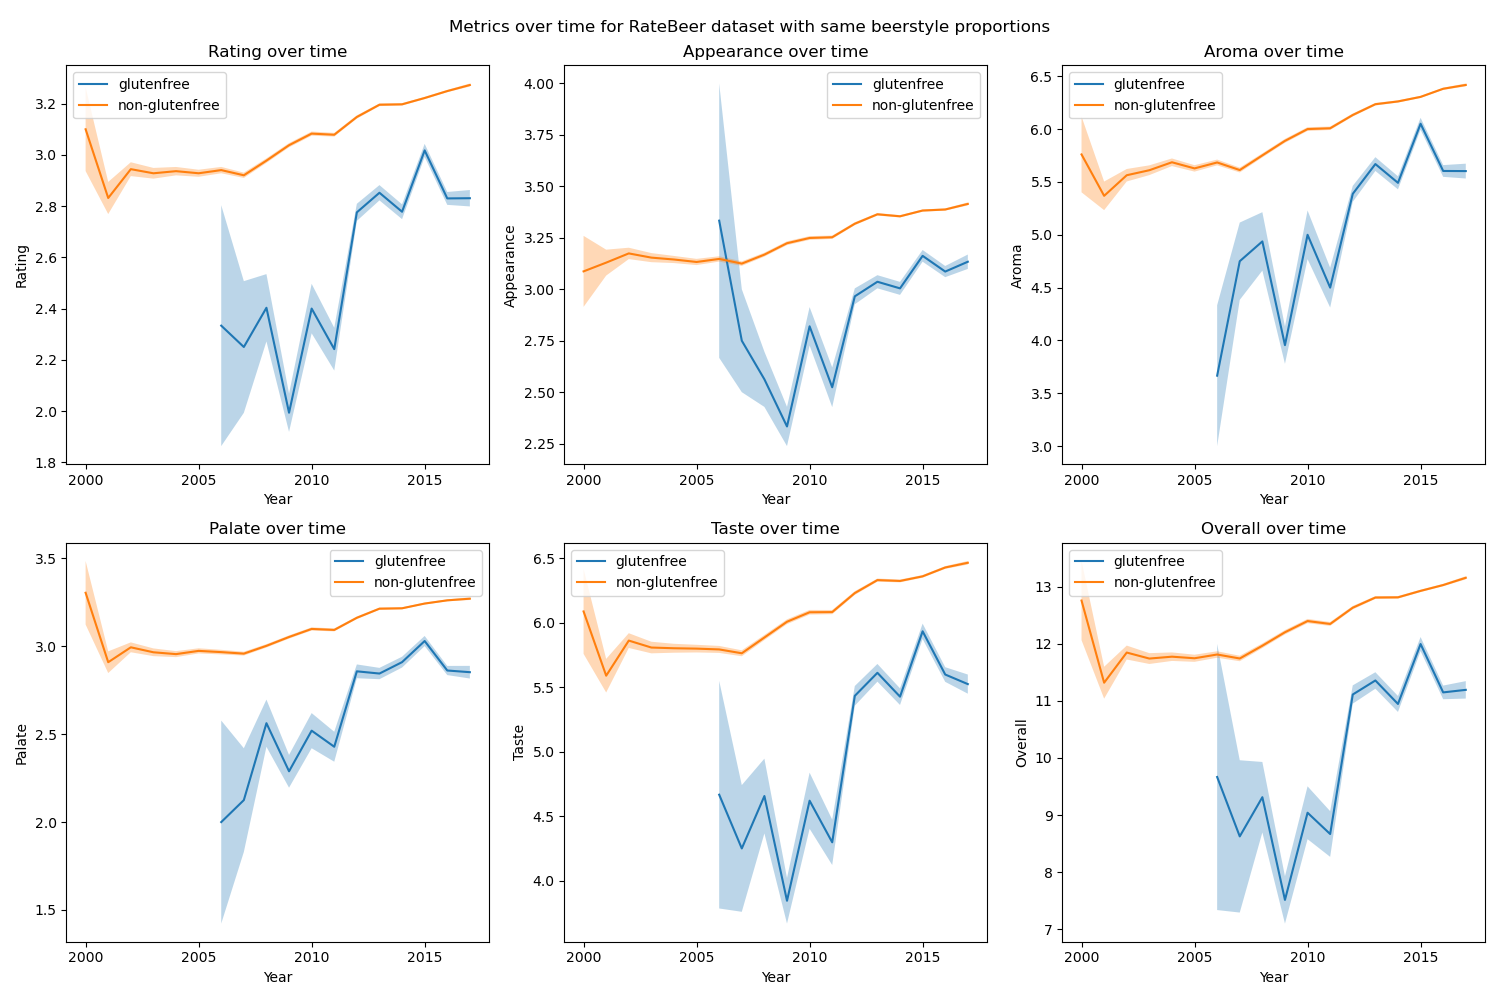 Metrics over time for RateBeer dataset with same beerstyle proportions
Rating over time
glutenfree
non-glutenfree
3.2
3.0
2.8
2.6
2.4
2.2
2.0
1.8
Rating
2000 2005 2010 2015
Year
Appearance over time
glutenfree
non-glutenfree
4.00
3.75
3.50
3.25
3.00
2.75
2.50
2.25
Appearance
2000 2005 2010 2015
Year
Aroma over time
glutenfree
non-glutenfree
6.5
6.0
5.5
5.0
4.5
4.0
3.5
3.0
Aroma
2000 2005 2010 2015
Year
Palate over time
glutenfree
non-glutenfree
3.5
3.0
2.5
2.0
1.5
Palate
2000 2005 2010 2015
Year
Taste over time
glutenfree
non-glutenfree
6.5
6.0
5.5
5.0
4.5
4.0
Taste
2000 2005 2010 2015
Year
Overall over time
glutenfree
non-glutenfree
13
12
11
10
9
8
7
Overall
2000 2005 2010 2015
Year